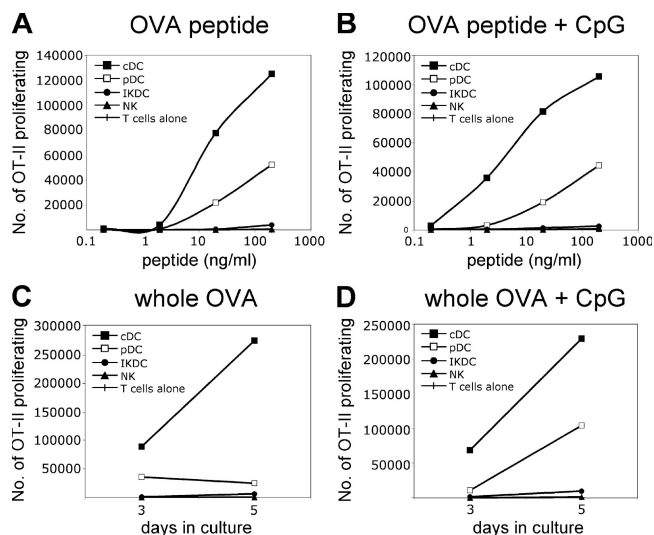 A
OVA peptide
No. of OT-II proliferating
140000
120000
100000
80000
60000
40000
20000
cDC
pDC
IKDC
NK
T cells alone
0.1
1
10
100
1000
peptide (ng/ml)
B
OVA peptide + CpG
No. of OT-II proliferating
120000
100000
80000
60000
40000
20000
0
cDC
pDC
IKDC
NK
T cells alone
0.1
1
10
100
1000
peptide (ng/ml)
C
whole OVA
No. of OT-II proliferating
300000
250000
200000
150000
100000
50000
cDC
pDC
IKDC
NK
T cells alone
3
5
days in culture
D
whole OVA + CpG
No. of OT-II proliferating
250000
200000
150000
100000
50000
0
cDC
pDC
IKDC
NK
T cells alone
3
5
days in culture